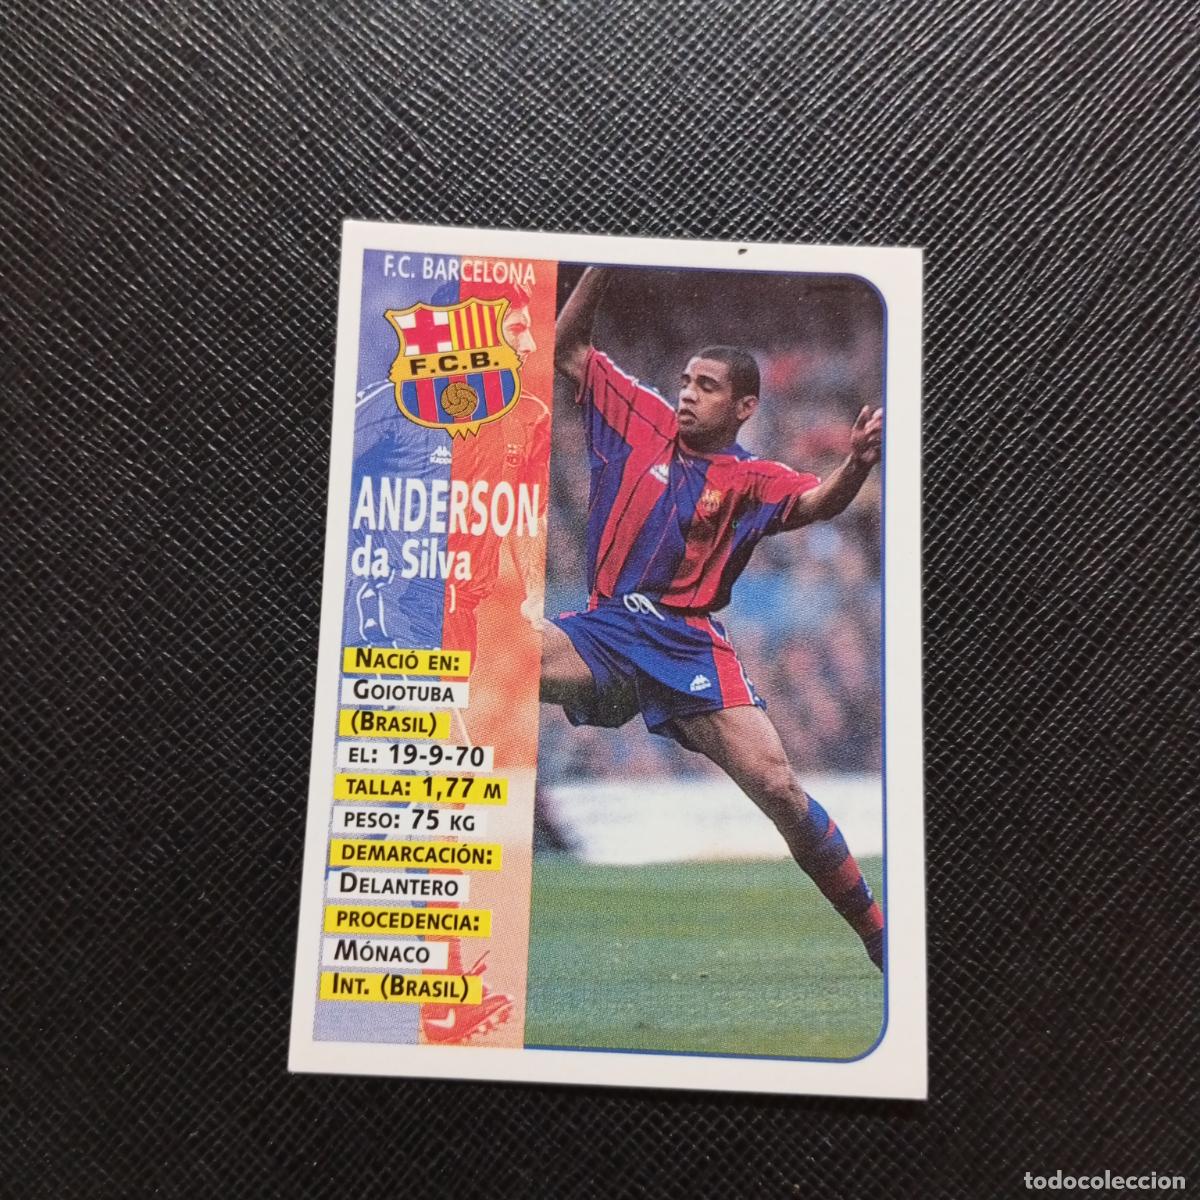 F.C. BARCELONA
F.C.B.
ANDERSON
da Silva
NACIÓ EN:
GOIOTUBA
(BRASIL)
EL: 19-9-70
TALLA: 1,77 M
PESO: 75 KG
DEMARCACIÓN:
DELANTERO
PROCEDENCIA:
MÓNACO
INT. (BRASIL)
Kappa
todocoleccion